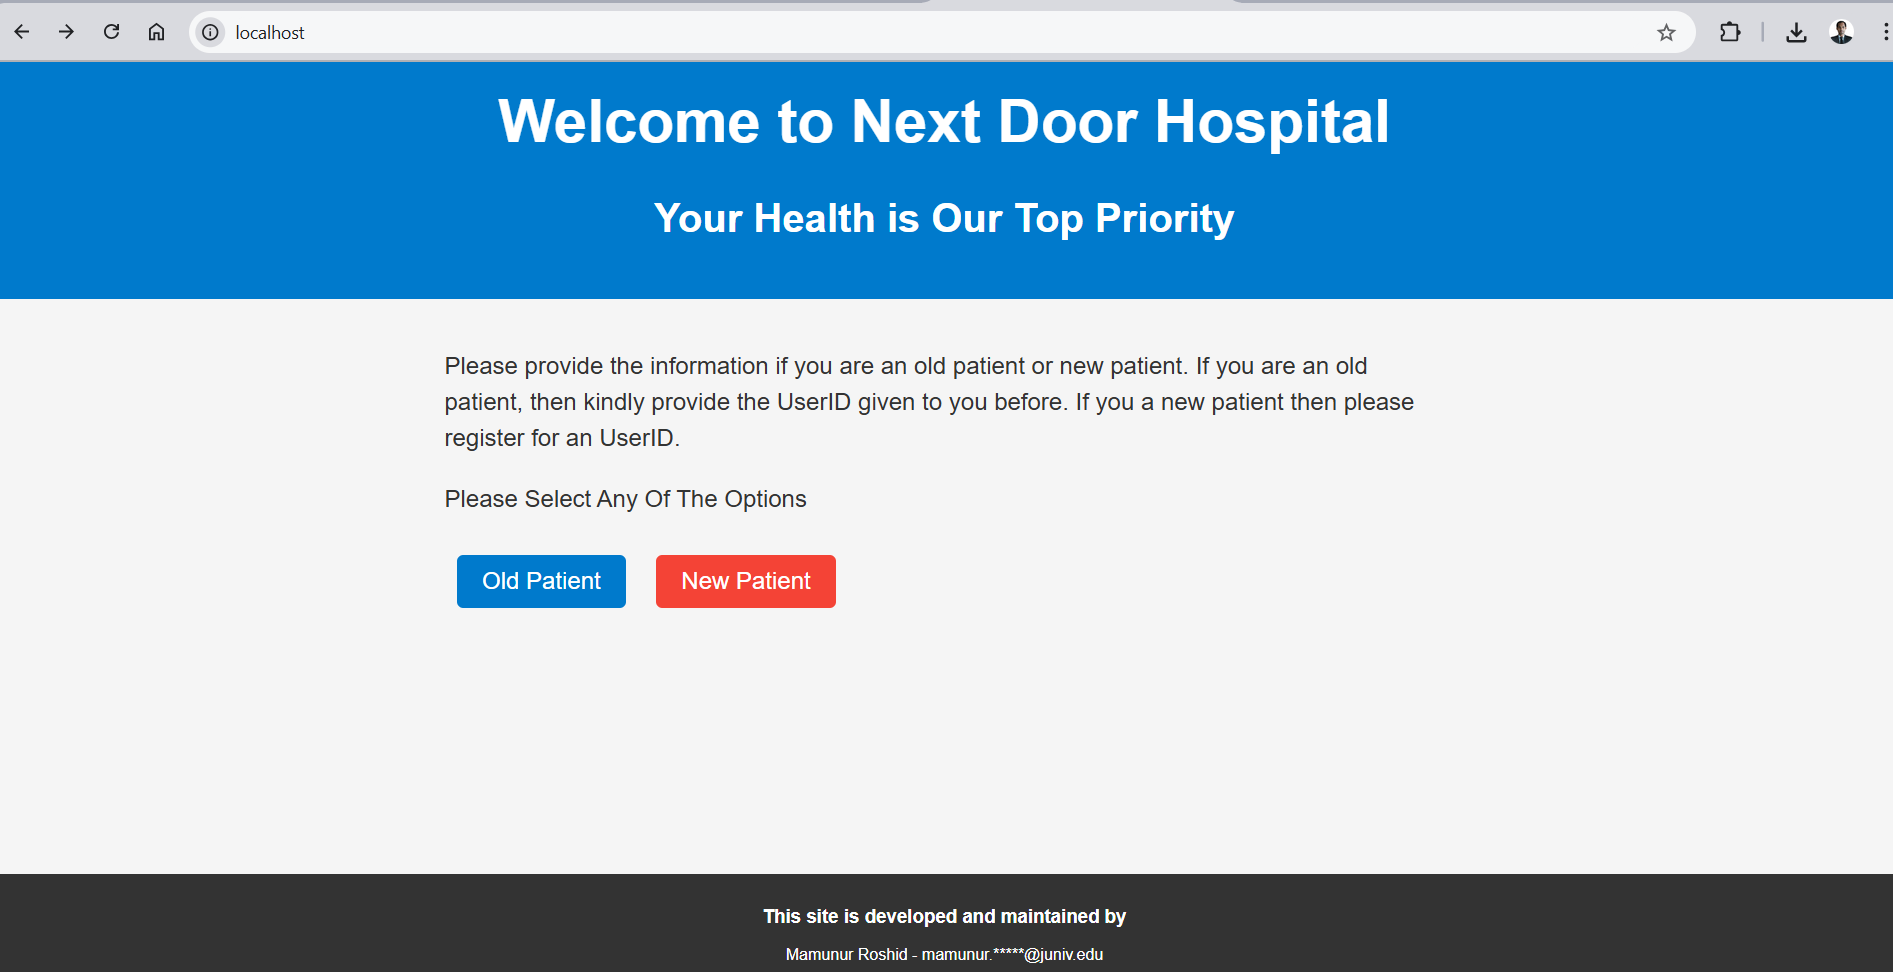 localhost
Welcome to Next Door Hospital
Your Health is Our Top Priority
Please provide the information if you are an old patient or new patient. If you are an old
patient, then kindly provide the UserID given to you before. If you a new patient then please
register for an UserID.
Please Select Any Of The Options
Old Patient New Patient
This site is developed and maintained by
Mamunur Roshid - mamunur.*****@juniv.edu